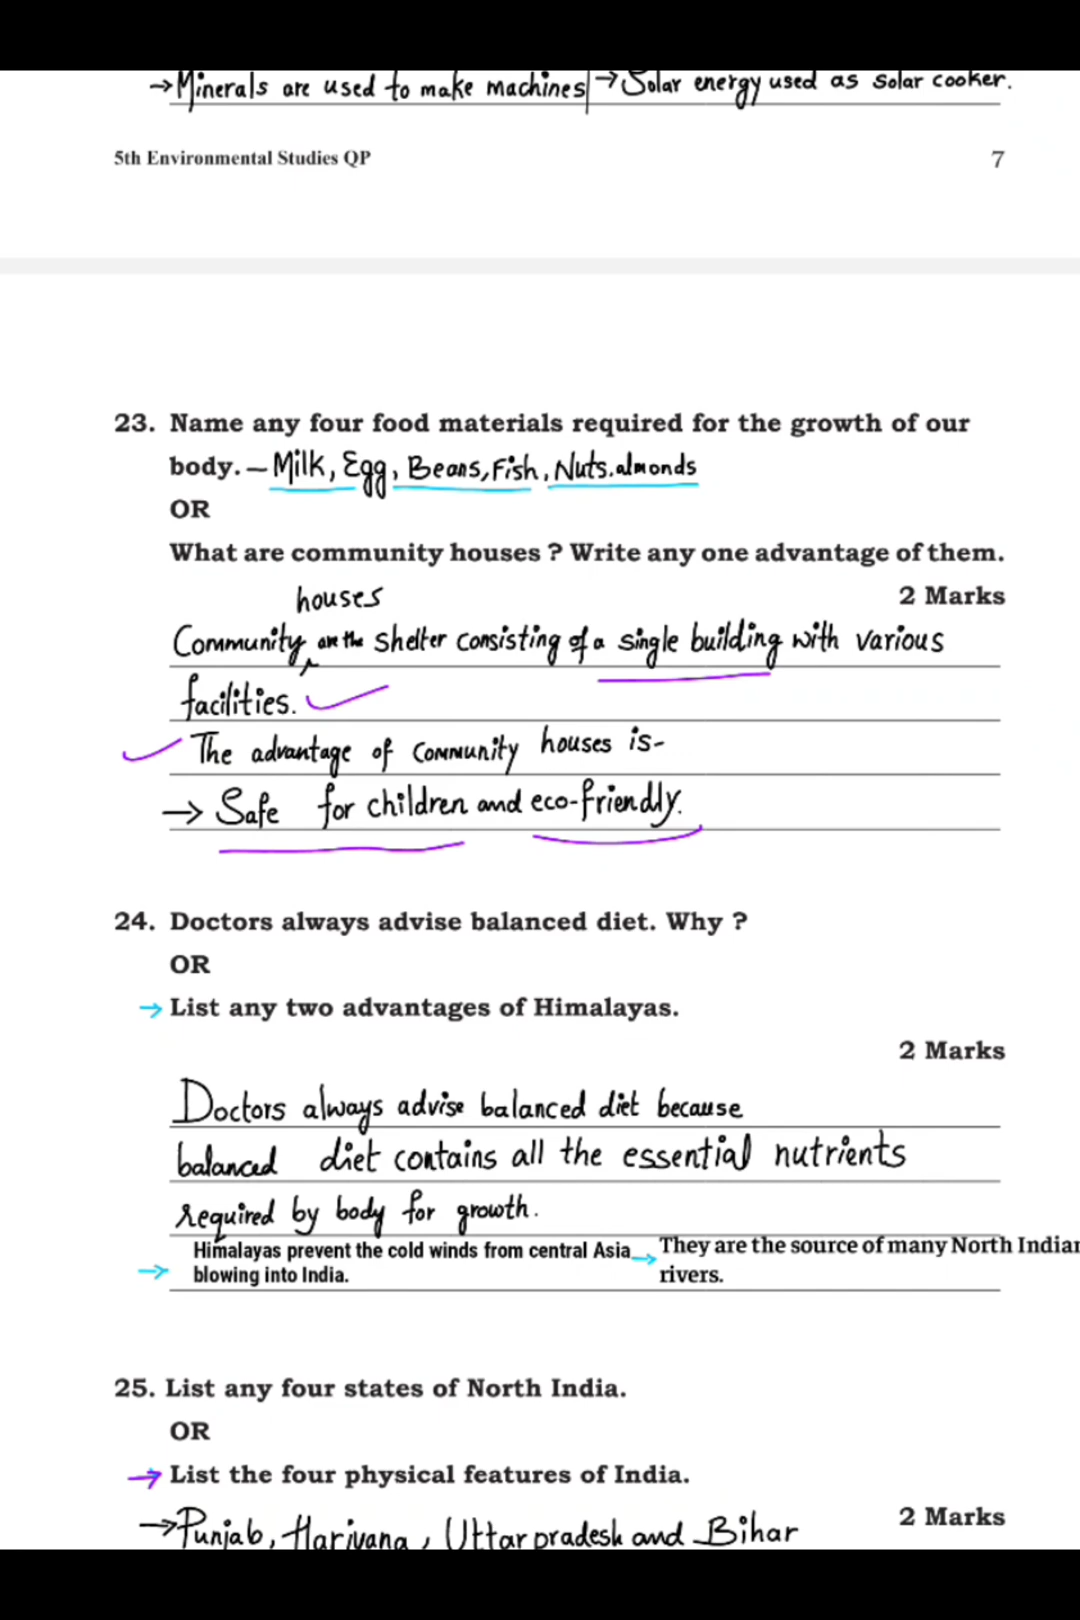 →Minerals are used to make machines | →Solar energy used as solar cooker.
5th Environmental Studies QP 7
23. Name any four food materials required for the growth of our
body. – Milk, Egg, Beans, Fish, Nuts. almonds
OR
What are community houses ? Write any one advantage of them.
2 Marks
houses
Community are the shelter consisting of a single building with various
facilities.
The advantage of community houses is-
→ Safe for children and eco-friendly.
24. Doctors always advise balanced diet. Why ?
OR
→ List any two advantages of Himalayas.
2 Marks
Doctors always advise balanced diet because
balanced diet contains all the essential nutrients
required by body for growth.
→ Himalayas prevent the cold winds from central Asia
blowing into India.
→ They are the source of many North Indian
rivers.
25. List any four states of North India.
OR
→ List the four physical features of India.
2 Marks
→Punjab, Hariyana, Uttar pradesh and Bihar